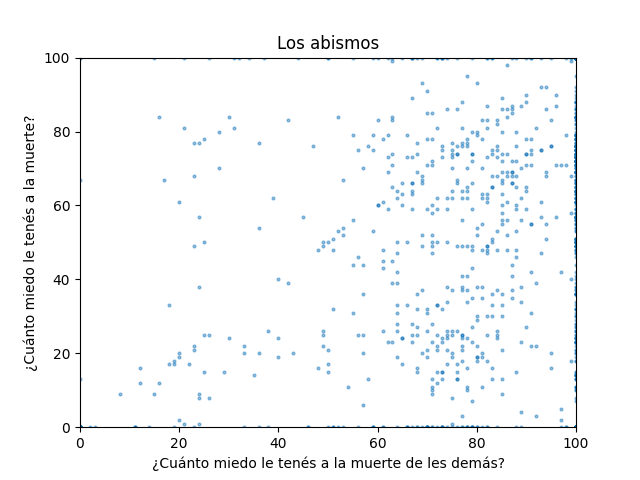 Los abismos
100
80
60
40
20
0
¿Cuánto miedo le tenés a la muerte?
0 20 40 60 80 100
¿Cuánto miedo le tenés a la muerte de les demás?